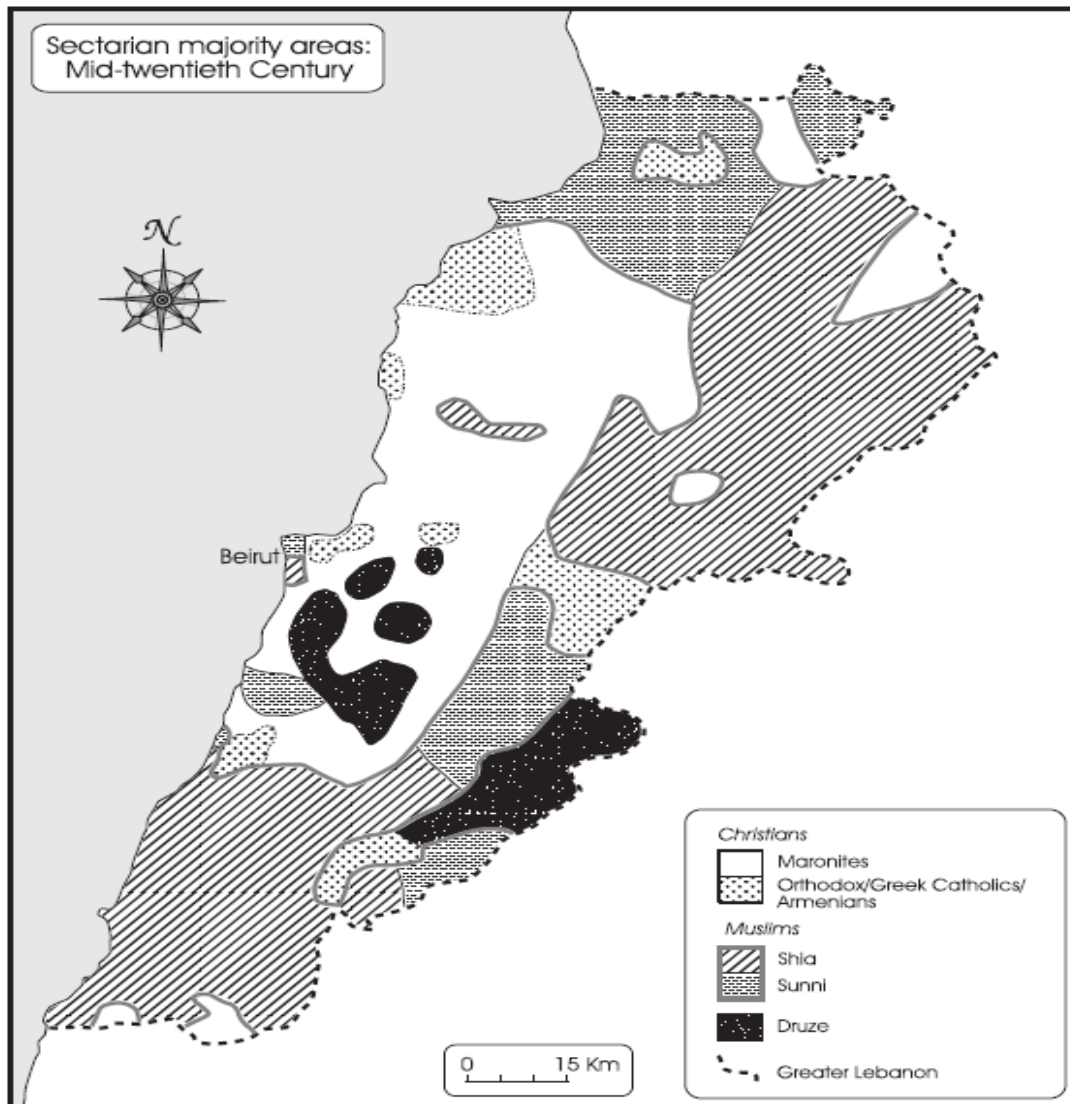 Sectarian majority areas:
Mid-twentieth Century
N
Beirut
Christians
Maronites
Orthodox/Greek Catholics/
Armenians
Muslims
Shia
Sunni
Druze
Greater Lebanon
0 15 Km